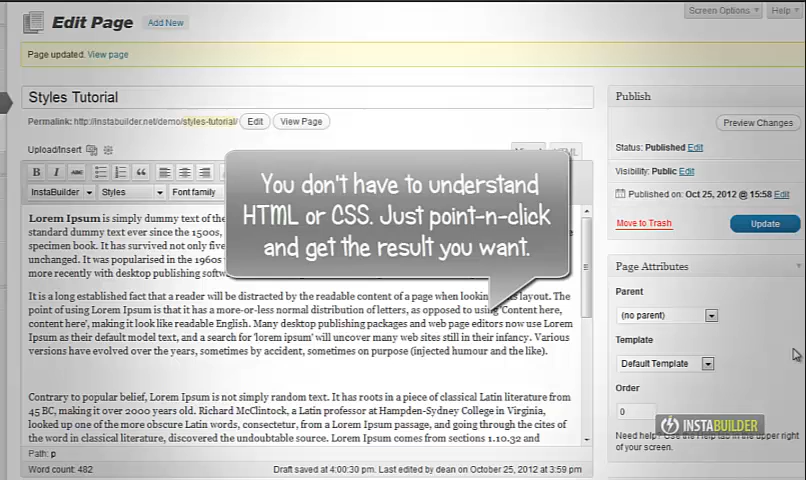 Screen Options
Help
Edit Page
Add New
Page updated. View page
Styles Tutorial
Permalink: http://instabuilder.net/demo/styles-tutorial/
Edit
View Page
Upload/Insert
HTML
B I
InstaBuilder
Styles
Font family
You don't have to understand
HTML or CSS. Just point-n-click
and get the result you want.
Lorem Ipsum is simply dummy text of the
standard dummy text ever since the 1500s,
specimen book. It has survived not only five
unchanged. It was popularised in the 1960s
more recently with desktop publishing
It is a long established fact that a reader will be distracted by the readable content of a page when looking layout. The
point of using Lorem Ipsum is that it has a more-or-less normal distribution of letters, as opposed to using 'Content here,
content here', making it look like readable English. Many desktop publishing packages and web page editors now use Lorem
Ipsum as their default model text, and a search for 'lorem ipsum' will uncover many web sites still in their infancy. Various
versions have evolved over the years, sometimes by accident, sometimes on purpose (injected humour and the like).
Contrary to popular belief, Lorem Ipsum is not simply random text. It has roots in a piece of classical Latin literature from
45 BC, making it over 2000 years old. Richard McClintock, a Latin professor at Hampden-Sydney College in Virginia,
looked up one of the more obscure Latin words, consectetur, from a Lorem Ipsum passage, and going through the cites of
the word in classical literature, discovered the undoubtable source. Lorem Ipsum comes from sections 1.10.32 and
Path: p
Word count: 482
Draft saved at 4:00:30 pm. Last edited by dean on October 25, 2012 at 3:59 pm
Publish
Preview Changes
Status: Published Edit
Visibility: Public Edit
Published on: Oct 25, 2012 @ 15:58 Edit
Move to Trash
Update
Page Attributes
Parent
(no parent)
Template
Default Template
Order
0
INSTABUILDER
Need help? Use the Help tab in the upper right
of your screen.